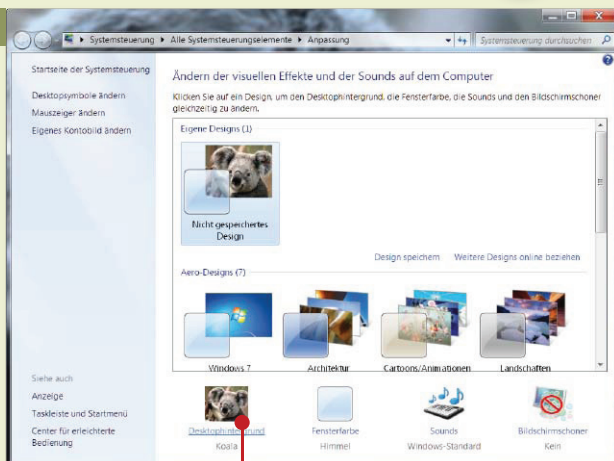 Systemsteuerung ▸ Alle Systemsteuerungselemente ▸ Anpassung
Systemsteuerung durchsuchen
Startseite der Systemsteuerung
Desktopsymbole ändern
Mauszeiger ändern
Eigenes Kontobild ändern
Ändern der visuellen Effekte und der Sounds auf dem Computer
Klicken Sie auf ein Design, um den Desktophintergrund, die Fensterfarbe, die Sounds und den Bildschirmschoner
gleichzeitig zu ändern.
Eigene Designs (1)
Nicht gespeichertes
Design
Design speichern Weitere Designs online beziehen
Aero-Designs (7)
Windows 7 Architektur Cartoons/Animationen Landschaften
Siehe auch
Anzeige
Taskleiste und Startmenü
Center für erleichterte
Bedienung
Desktophintergrund Fensterfarbe Sounds Bildschirmschoner
Koala Himmel Windows-Standard Kein